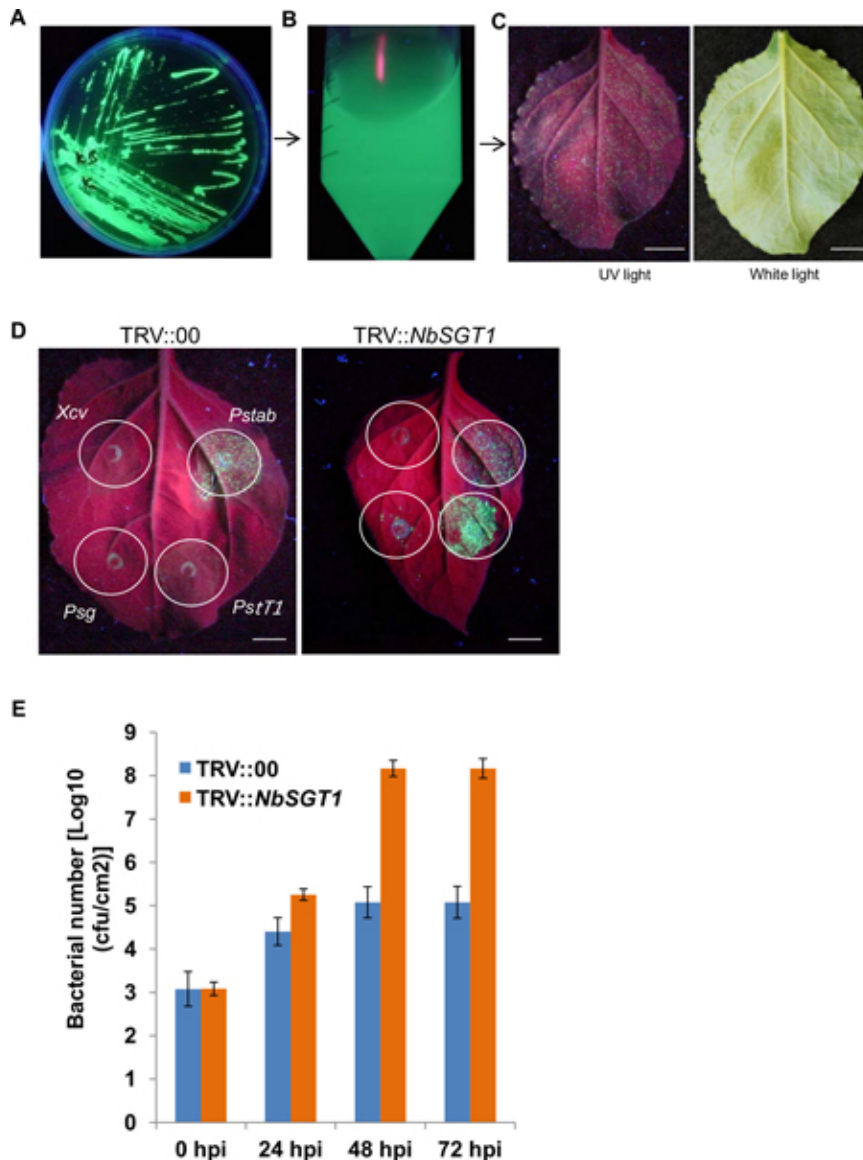 A
B
C
UV light
White light
D
TRV::00
TRV::NbSGT1
Xcv
Pstab
Psg
PstT1
E
Bacterial number [Log10
(cfu/cm2)]
9
8
7
6
5
4
3
2
1
0
TRV::00
TRV::NbSGT1
0 hpi
24 hpi
48 hpi
72 hpi